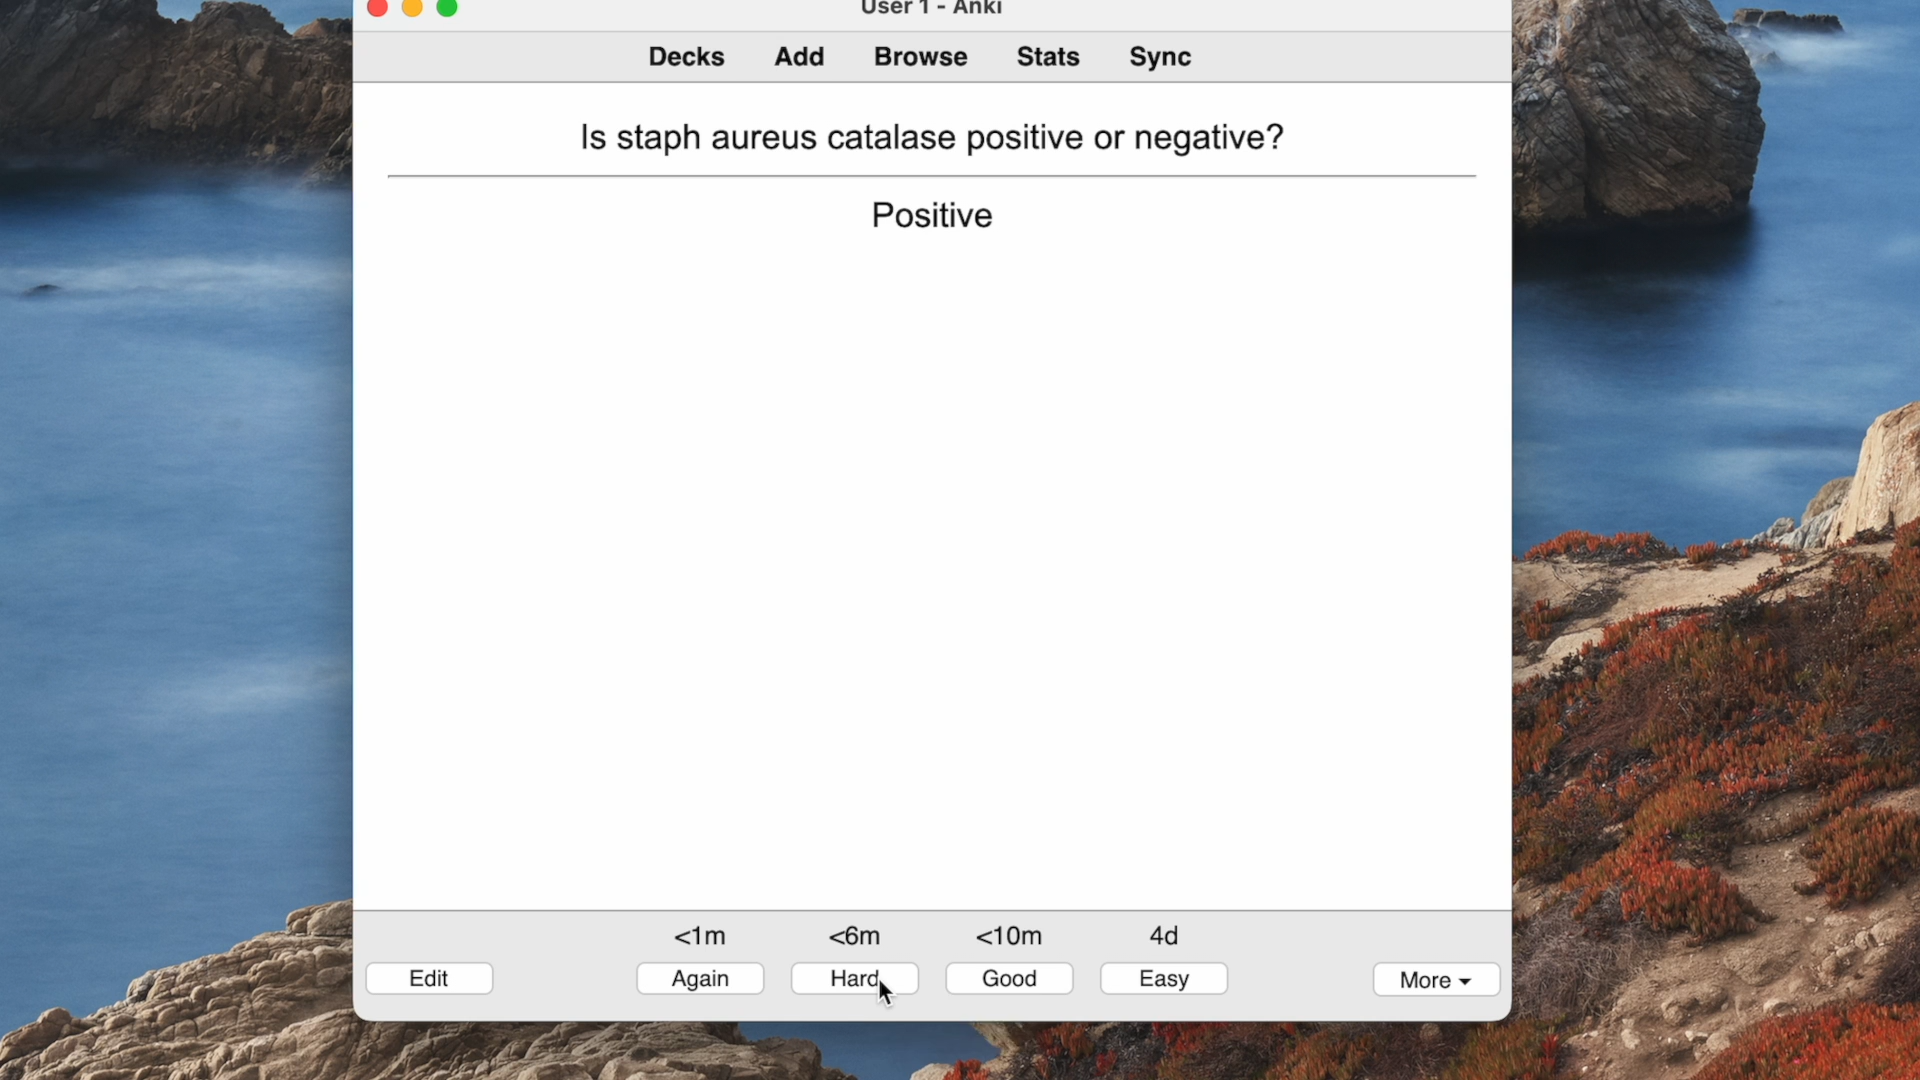 User 1 - Anki
Decks Add Browse Stats Sync
Is staph aureus catalase positive or negative?
Positive
<1m <6m <10m 4d
Edit Again Hard Good Easy More